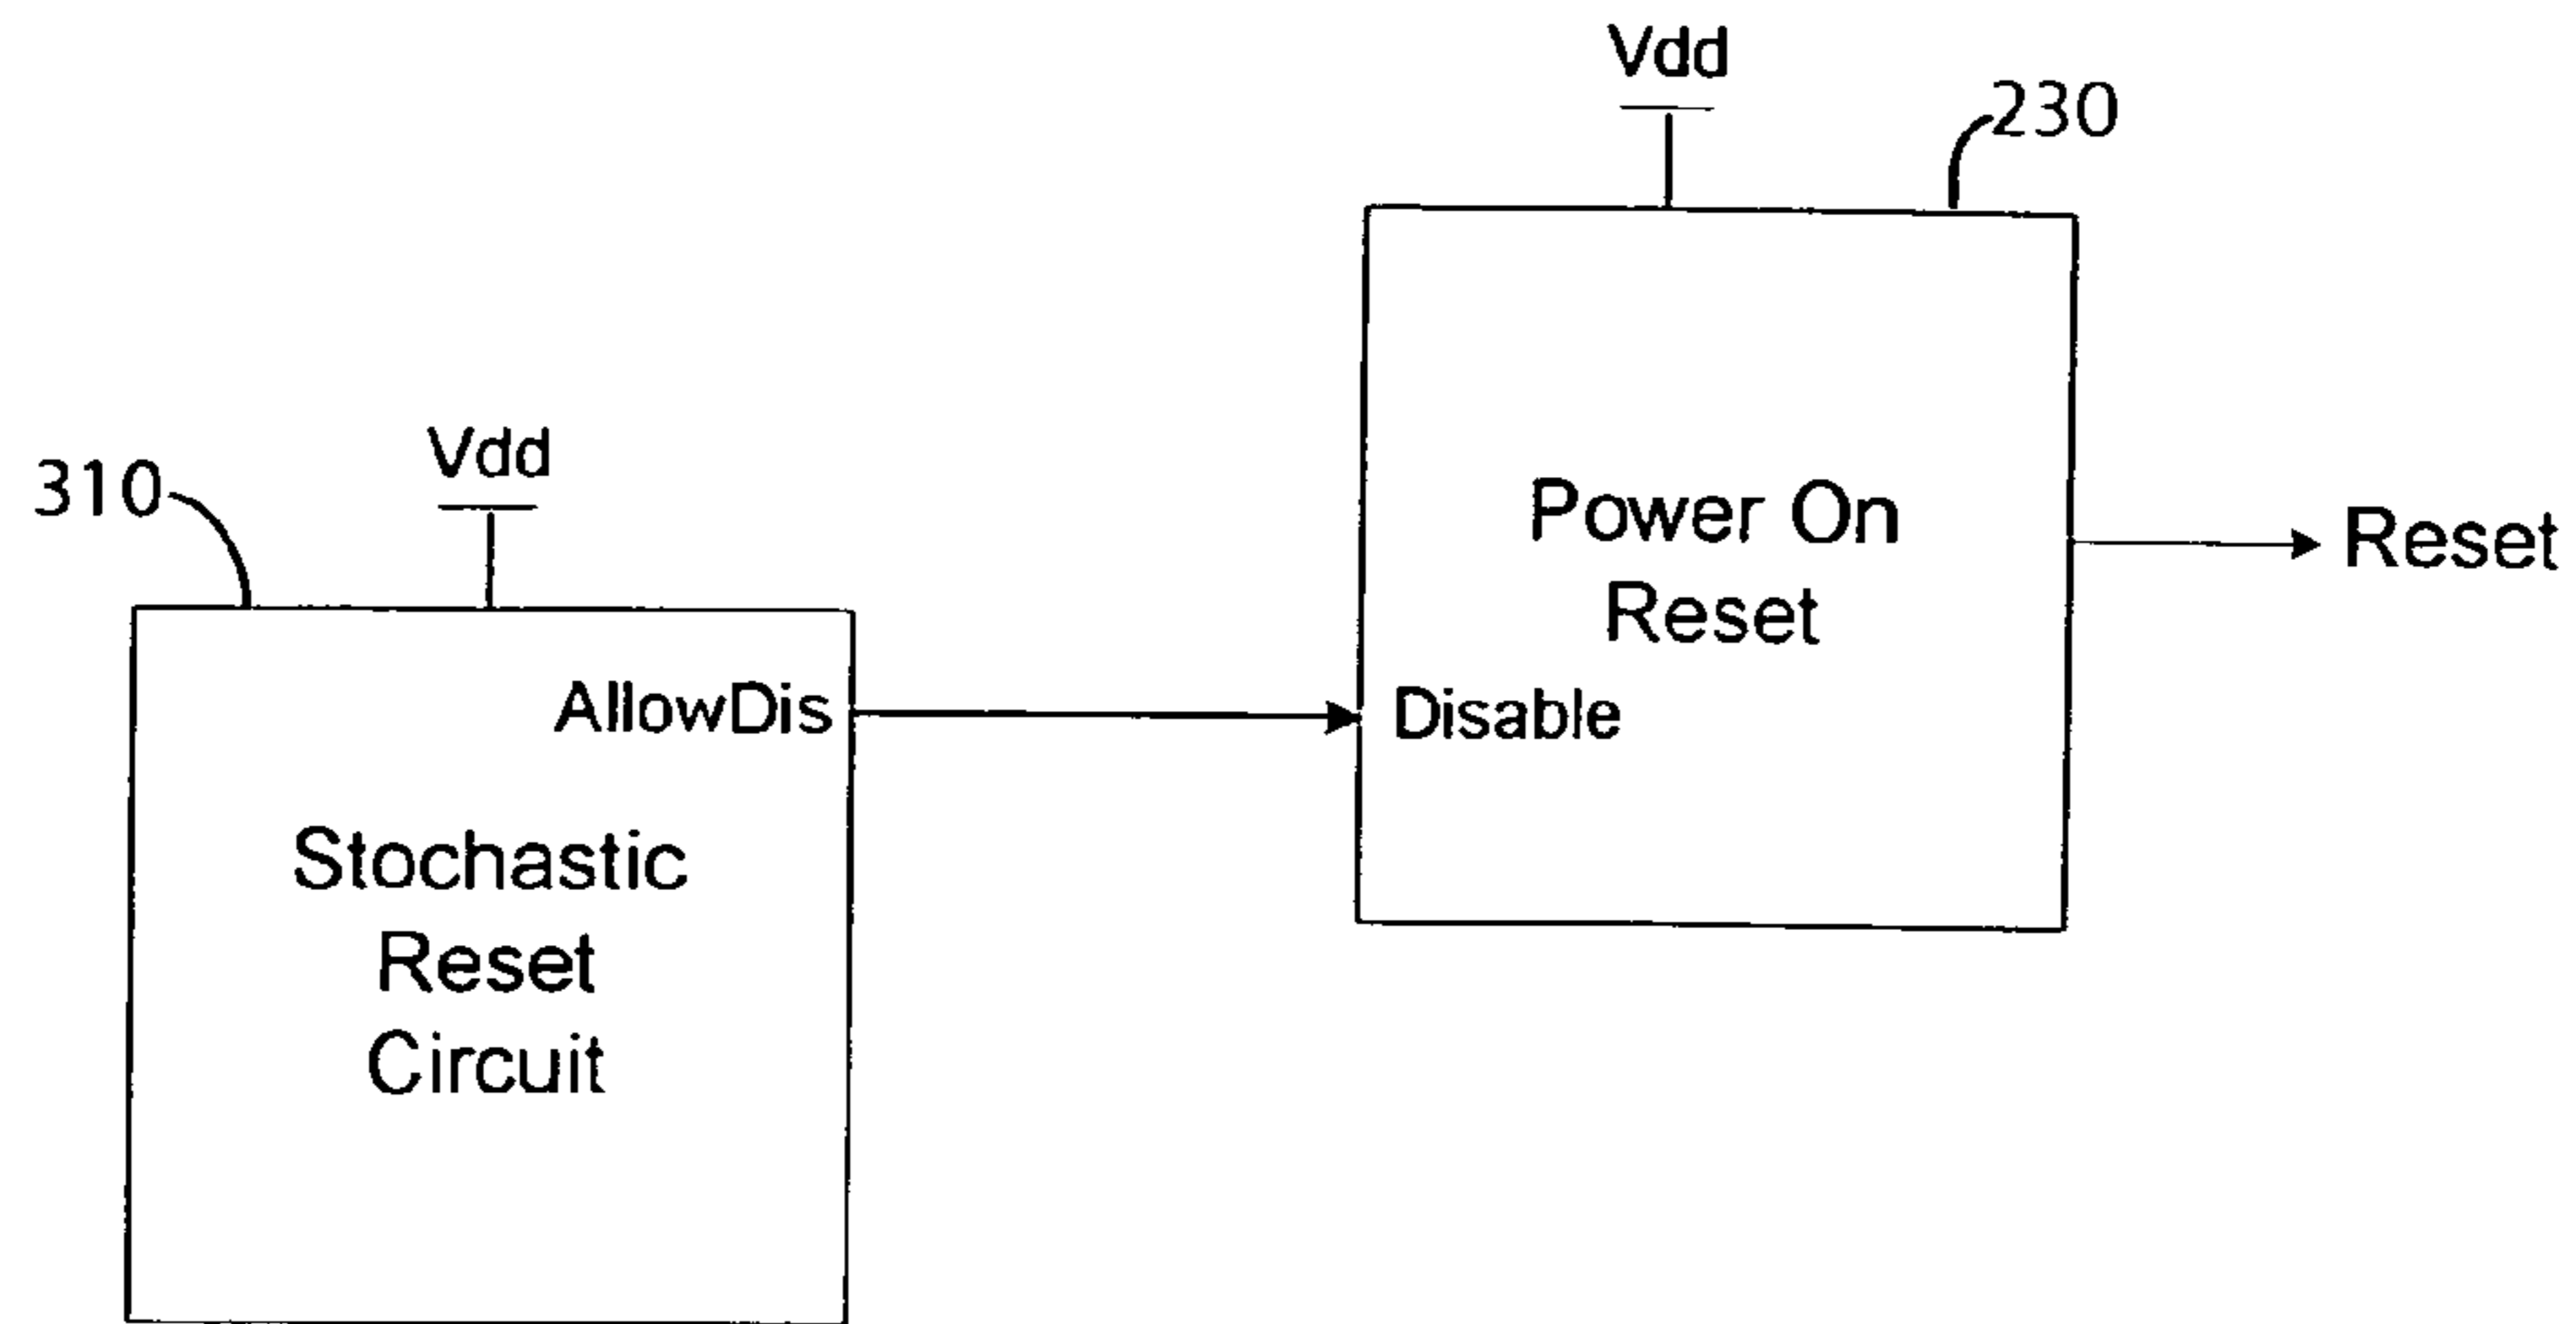 Vdd
230
310
Vdd
Power On
Reset
Reset
AllowDis
Disable
Stochastic
Reset
Circuit